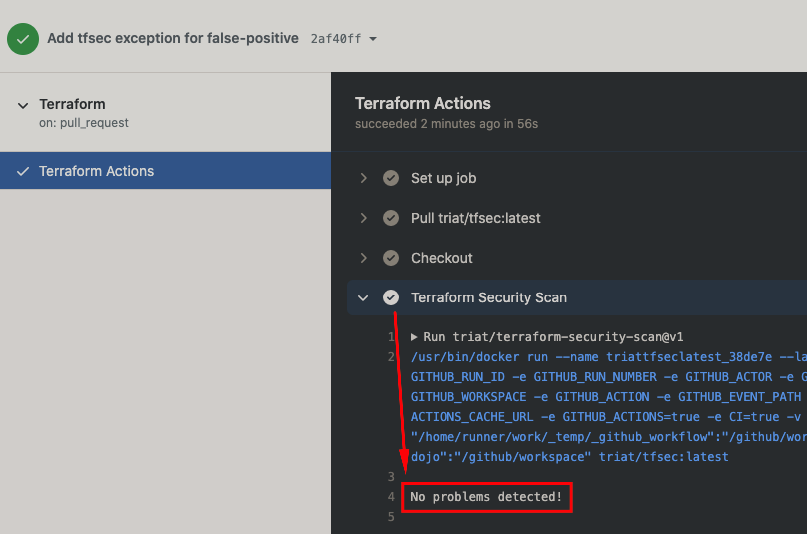 Add tfsec exception for false-positive 2af40ff
Terraform
on: pull_request
Terraform Actions
Terraform Actions
succeeded 2 minutes ago in 56s
Set up job
Pull triat/tfsec:latest
Checkout
Terraform Security Scan
1 Run triat/terraform-security-scan@v1
2 /usr/bin/docker run --name triattfseclatest_38de7e --la
GITHUB_RUN_ID -e GITHUB_RUN_NUMBER -e GITHUB_ACTOR -e G
GITHUB_WORKSPACE -e GITHUB_ACTION -e GITHUB_EVENT_PATH
ACTIONS_CACHE_URL -e GITHUB_ACTIONS=true -e CI=true -v
"/home/runner/work/_temp/_github_workflow":"/github/wor
dojo":"/github/workspace" triat/tfsec:latest
3
4 No problems detected!
5